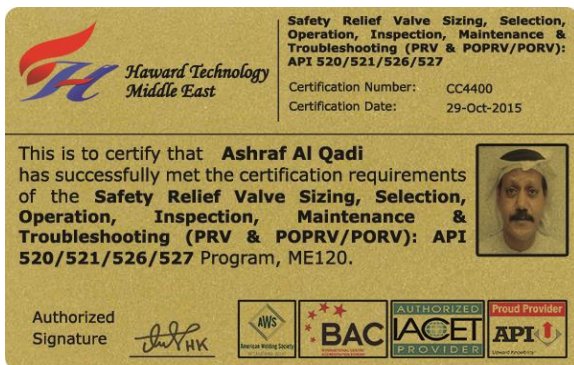 Haward Technology
Middle East
Safety Relief Valve Sizing, Selection,
Operation, Inspection, Maintenance &
Troubleshooting (PRV & POPRV/PORV):
API 520/521/526/527
Certification Number: CC4400
Certification Date: 29-Oct-2015
This is to certify that Ashraf Al Qadi
has successfully met the certification requirements
of the Safety Relief Valve Sizing, Selection,
Operation, Inspection, Maintenance &
Troubleshooting (PRV & POPRV/PORV): API
520/521/526/527 Program, ME120.
Authorized
Signature
HK
AWS
American Welding Society
BAC
AUTHORIZED
IACET
PROVIDER
Proud Provider
API